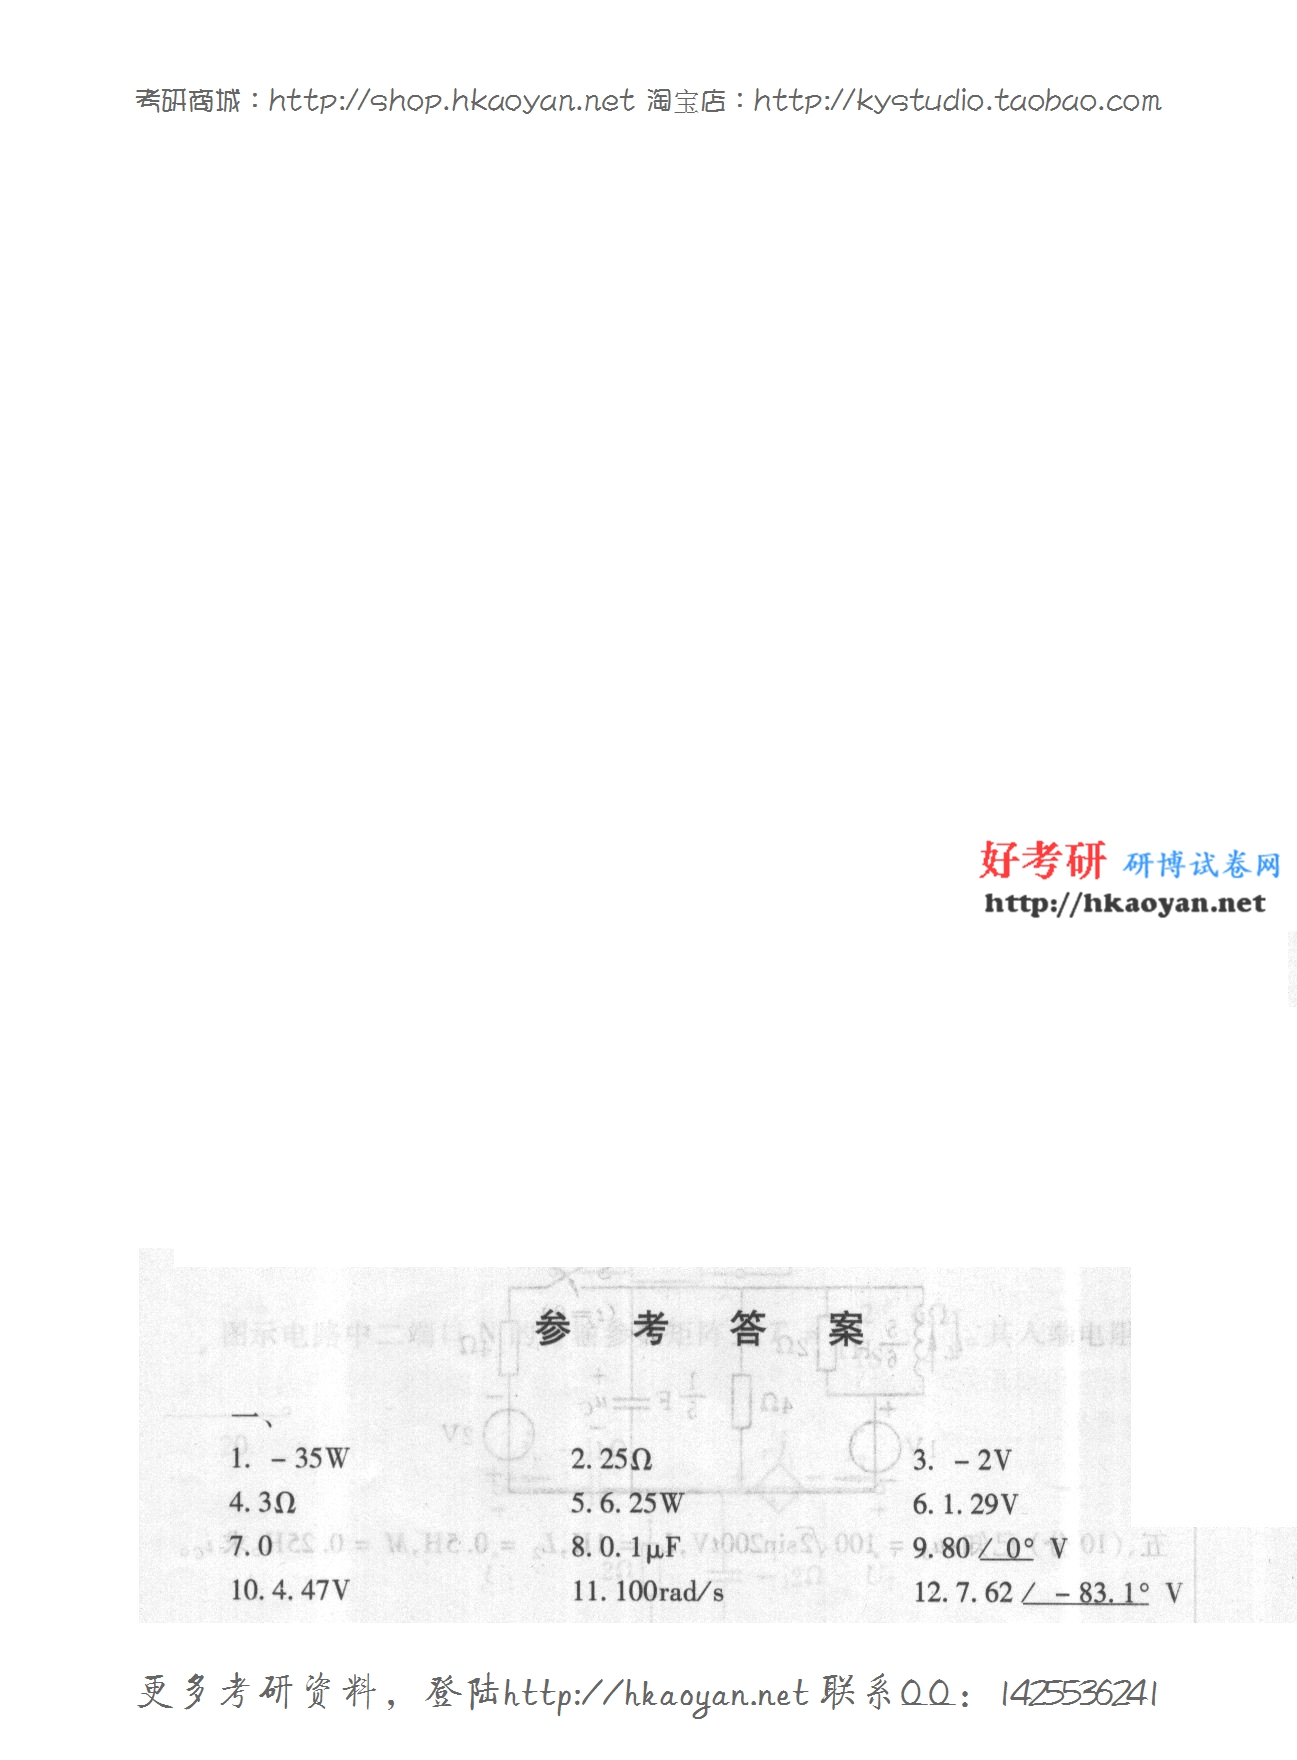 考研商城：http://shop.hkaoyan.net 淘宝店：http://kystudio.taobao.com
好考研 研博试卷网
http://hkaoyan.net
参 考 答 案
一、
1. －35W 2. 25Ω 3. －2V
4. 3Ω 5. 6. 25W 6. 1. 29V
7. 0 8. 0. 1μF 9. 80∠0° V
10. 4. 47V 11. 100rad/s 12. 7. 62∠－83. 1° V
更多考研资料，登陆http://hkaoyan.net 联系QQ：1425536241